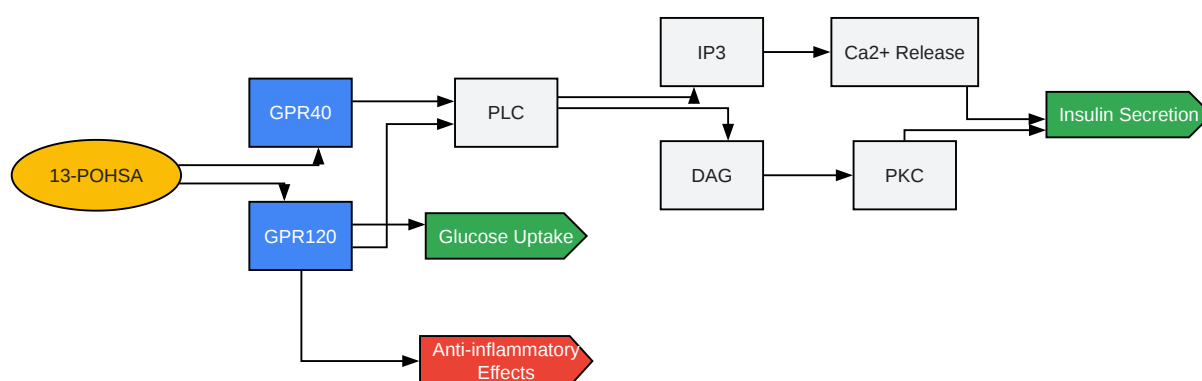 13-POHSA
GPR40
GPR120
PLC
Glucose Uptake
Anti-inflammatory
Effects
IP3
DAG
Ca2+ Release
PKC
Insulin Secretion